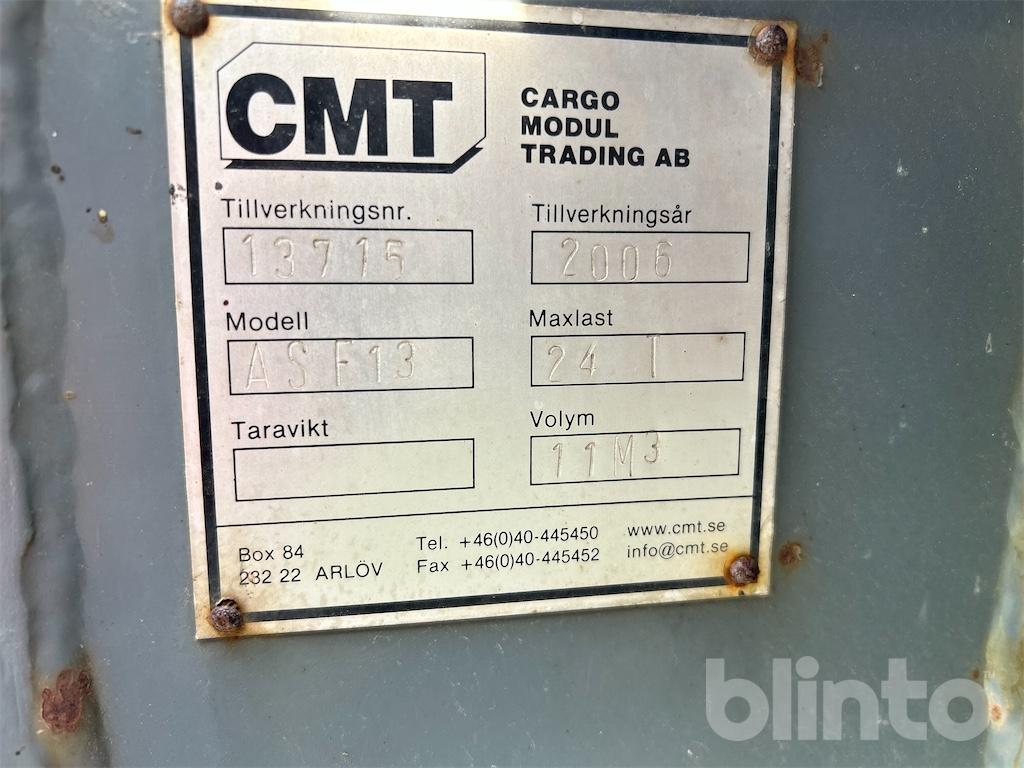 CMT
CARGO
MODUL
TRADING AB
Tillverkningsnr.
13715
Tillverkningsår
2006
Modell
ASF13
Maxlast
24 T
Taravikt
Volym
11M3
Box 84
232 22 ARLÖV
Tel. +46(0)40-445450
Fax +46(0)40-445452
www.cmt.se
info@cmt.se
blinto